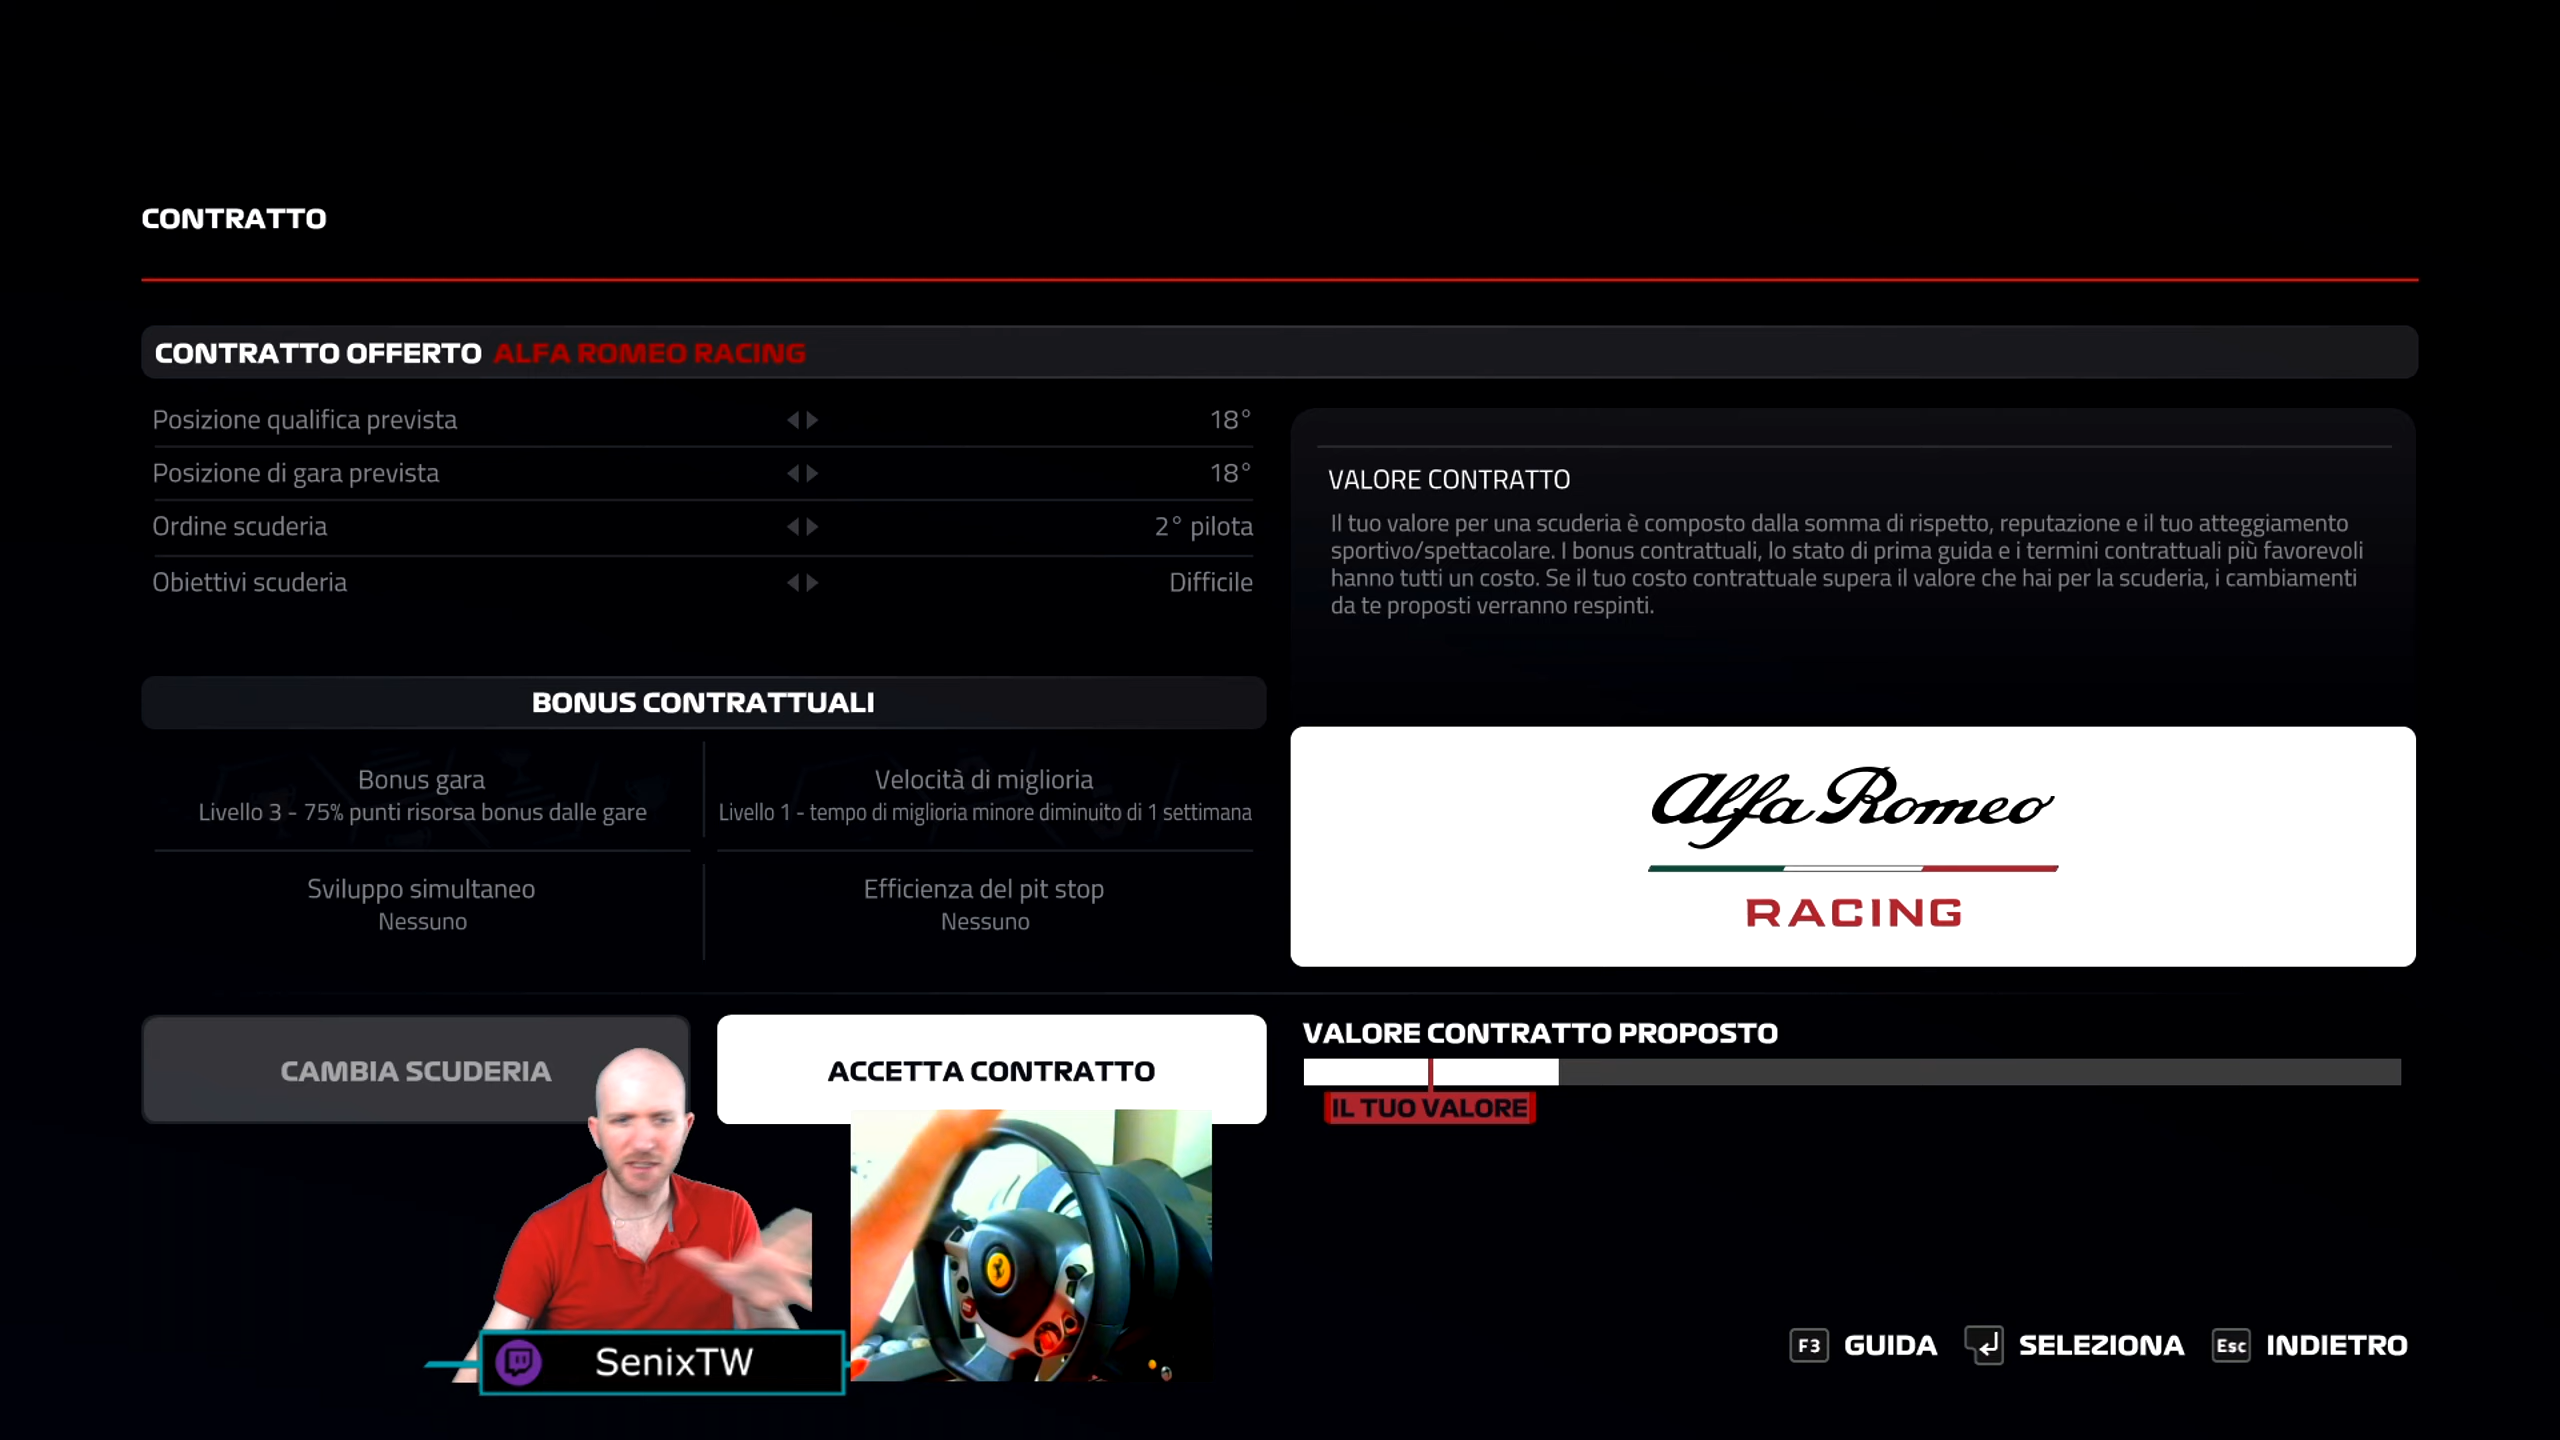 CONTRATTO
CONTRATTO OFFERTO ALFA ROMEO RACING
Posizione qualifica prevista 18°
Posizione di gara prevista 18°
Ordine scuderia 2° pilota
Obiettivi scuderia Difficile
VALORE CONTRATTO
Il tuo valore per una scuderia è composto dalla somma di rispetto, reputazione e il tuo atteggiamento
sportivo/spettacolare. I bonus contrattuali, lo stato di prima guida e i termini contrattuali più favorevoli
hanno tutti un costo. Se il tuo costo contrattuale supera il valore che hai per la scuderia, i cambiamenti
da te proposti verranno respinti.
BONUS CONTRATTUALI
Bonus gara
Livello 3 - 75% punti risorsa bonus dalle gare
Velocità di miglioria
Livello 1 - tempo di miglioria minore diminuito di 1 settimana
Sviluppo simultaneo
Nessuno
Efficienza del pit stop
Nessuno
Alfa Romeo
RACING
CAMBIA SCUDERIA
ACCETTA CONTRATTO
VALORE CONTRATTO PROPOSTO
IL TUO VALORE
SenixTW
F3 GUIDA
SELEZIONA
Esc INDIETRO